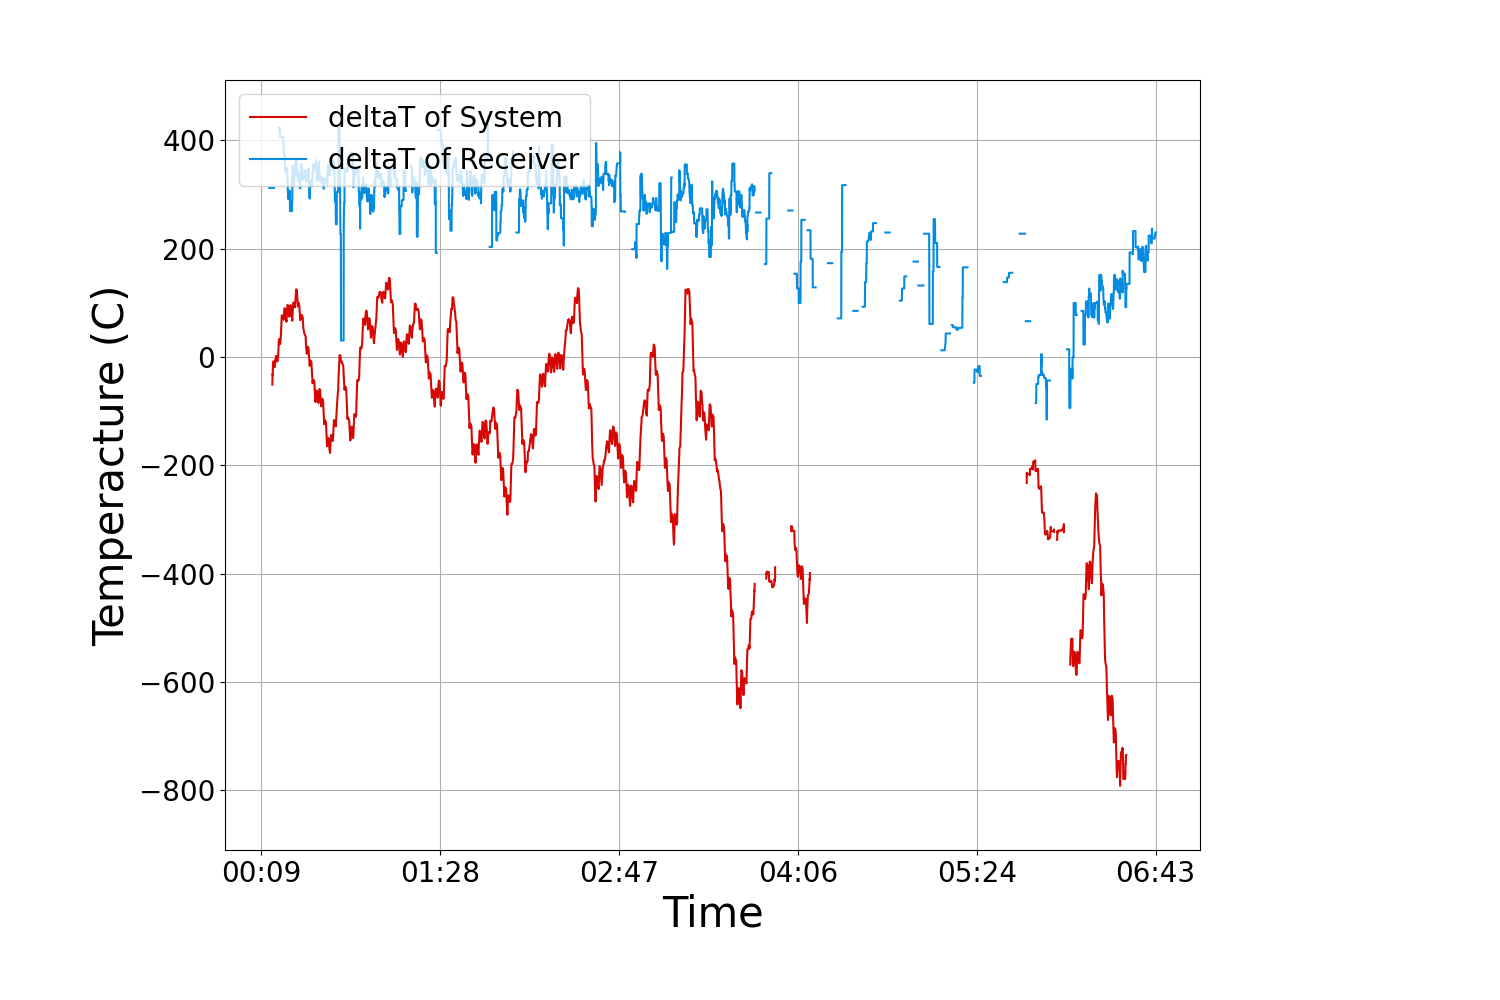 deltaT of System
deltaT of Receiver
400
200
0
−200
−400
−600
−800
Temperacture (C)
00:09 01:28 02:47 04:06 05:24 06:43
Time